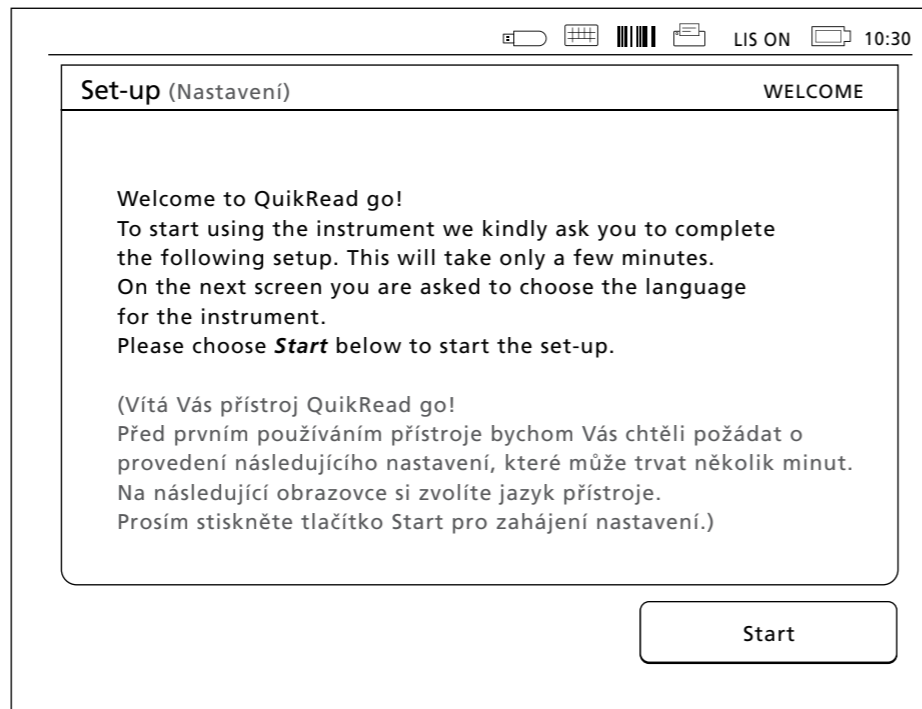 LIS ON 10:30
Set-up (Nastavení) WELCOME
Welcome to QuikRead go!
To start using the instrument we kindly ask you to complete
the following setup. This will take only a few minutes.
On the next screen you are asked to choose the language
for the instrument.
Please choose Start below to start the set-up.
(Vítá Vás přístroj QuikRead go!
Před prvním používáním přístroje bychom Vás chtěli požádat o
provedení následujícího nastavení, které může trvat několik minut.
Na následující obrazovce si zvolíte jazyk přístroje.
Prosím stiskněte tlačítko Start pro zahájení nastavení.)
Start